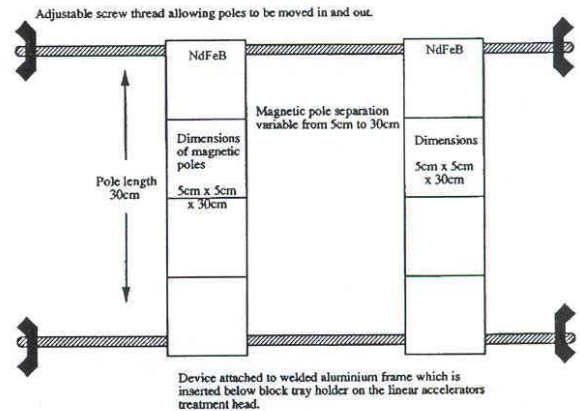 Adjustable screw thread allowing poles to be moved in and out.
NdFeB
NdFeB
Magnetic pole separation
variable from 5cm to 30cm
Dimensions
of magnetic
poles
5cm x 5cm
x 30cm
Dimensions
5cm x 5cm
x 30cm
Pole length
30cm
Device attached to welded aluminium frame which is
inserted below block tray holder on the linear accelerators
treatment head.